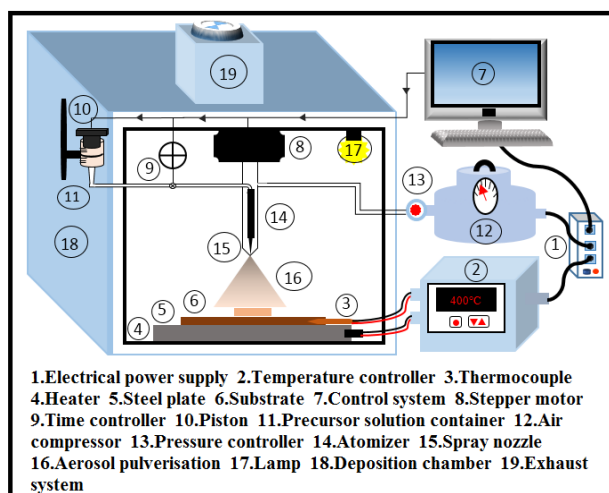 19
7
10
8
17
9
13
11
14
12
18
15
1
2
16
400°C
6
3
5
4
1.Electrical power supply 2.Temperature controller 3.Thermocouple
4.Heater 5.Steel plate 6.Substrate 7.Control system 8.Stepper motor
9.Time controller 10.Piston 11.Precursor solution container 12.Air
compressor 13.Pressure controller 14.Atomizer 15.Spray nozzle
16.Aerosol pulverisation 17.Lamp 18.Deposition chamber 19.Exhaust
system